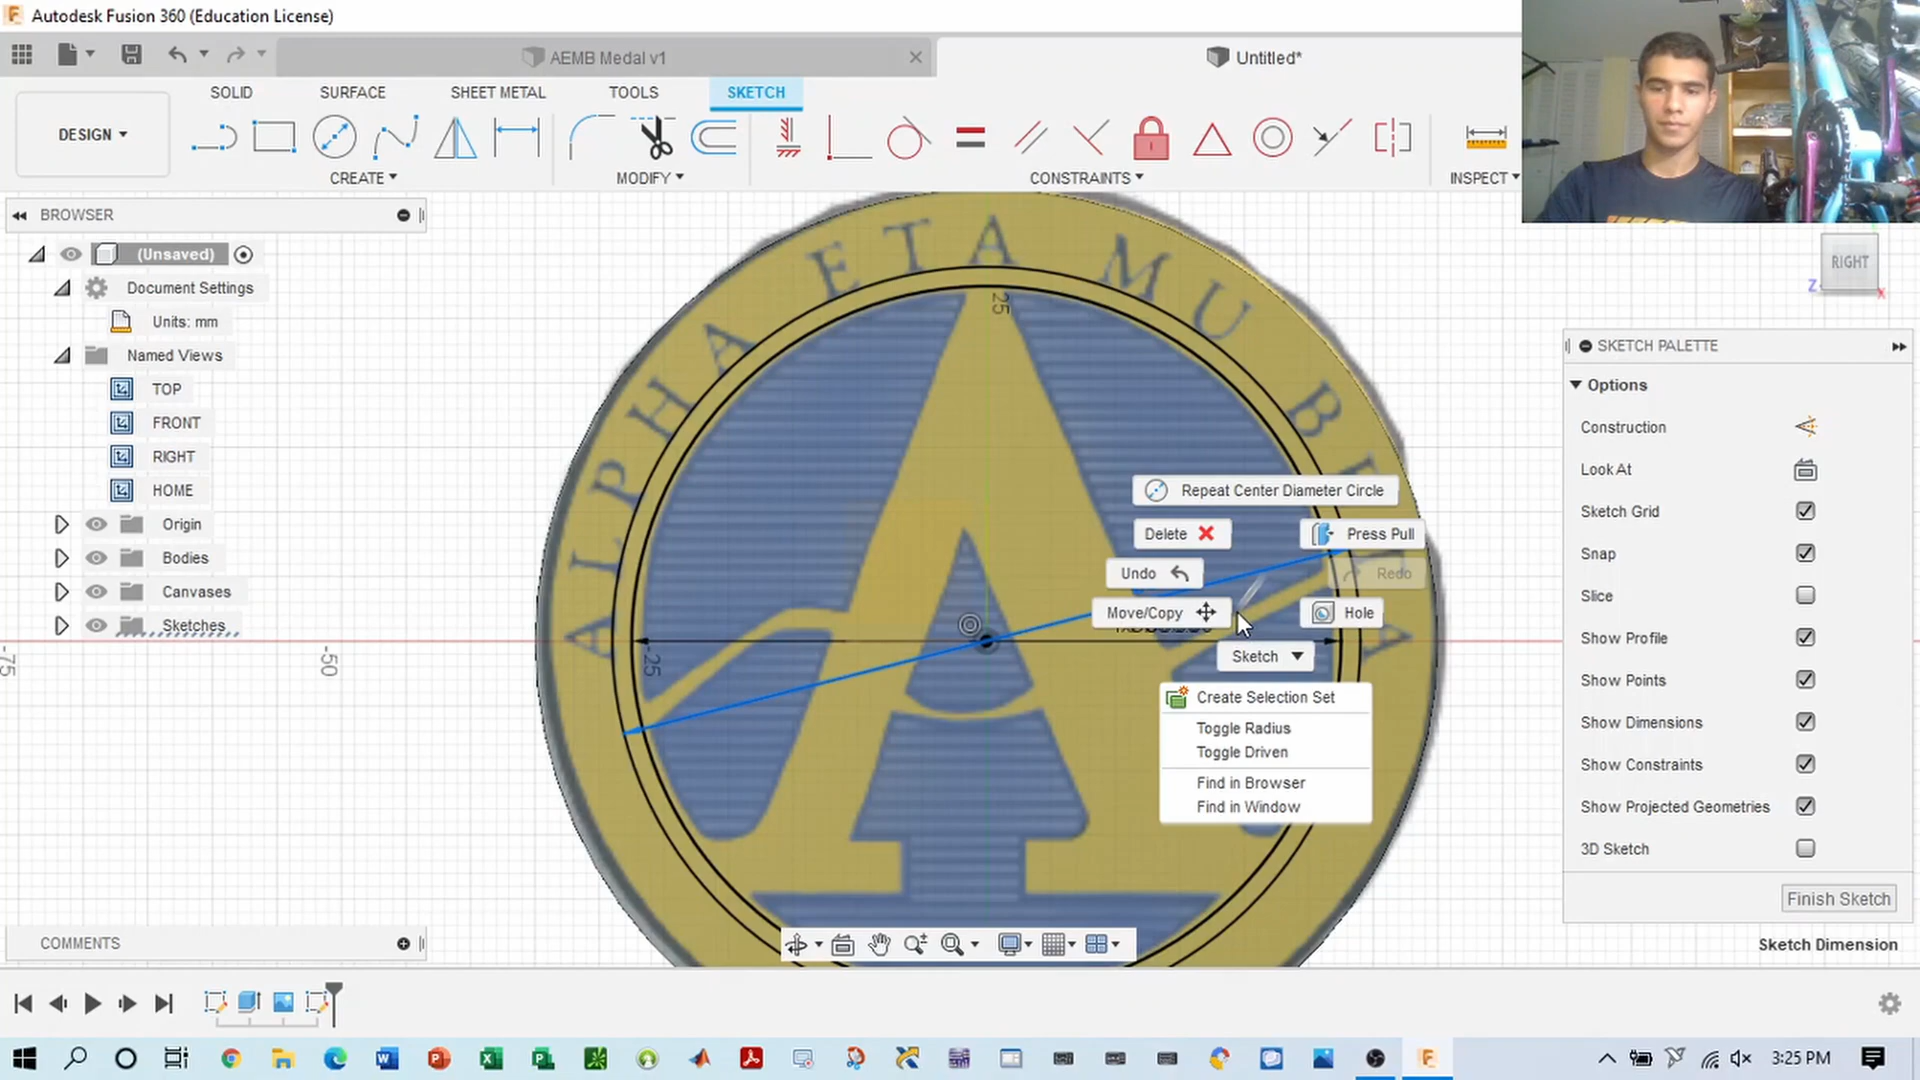 Autodesk Fusion 360 (Education License)
AEMB Medal v1
Untitled*
SOLID SURFACE SHEET METAL TOOLS SKETCH
DESIGN
CREATE MODIFY CONSTRAINTS INSPECT
BROWSER
(Unsaved)
Document Settings
Units: mm
Named Views
TOP
FRONT
RIGHT
HOME
Origin
Bodies
Canvases
Sketches
ALPHA ETA MU BETA
25
-75
-50
-25
RIGHT
Z
X
Repeat Center Diameter Circle
Delete
Press Pull
Undo
Redo
Move/Copy
Hole
Sketch
Create Selection Set
Toggle Radius
Toggle Driven
Find in Browser
Find in Window
SKETCH PALETTE
Options
Construction
Look At
Sketch Grid
Snap
Slice
Show Profile
Show Points
Show Dimensions
Show Constraints
Show Projected Geometries
3D Sketch
Finish Sketch
COMMENTS
Sketch Dimension
3:25 PM